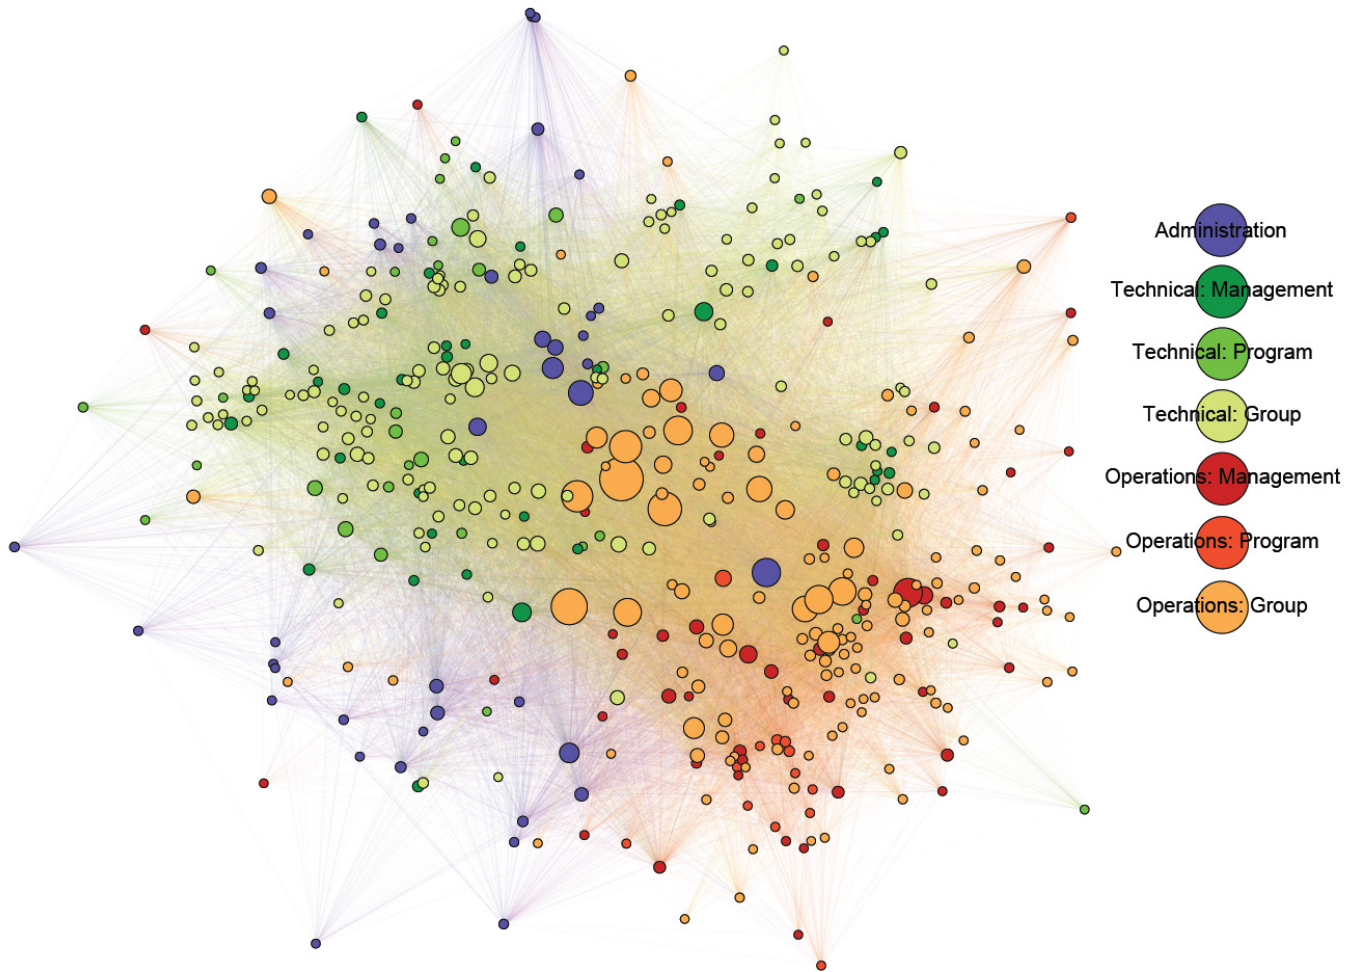 Administration
Technical: Management
Technical: Program
Technical: Group
Operations: Management
Operations: Program
Operations: Group